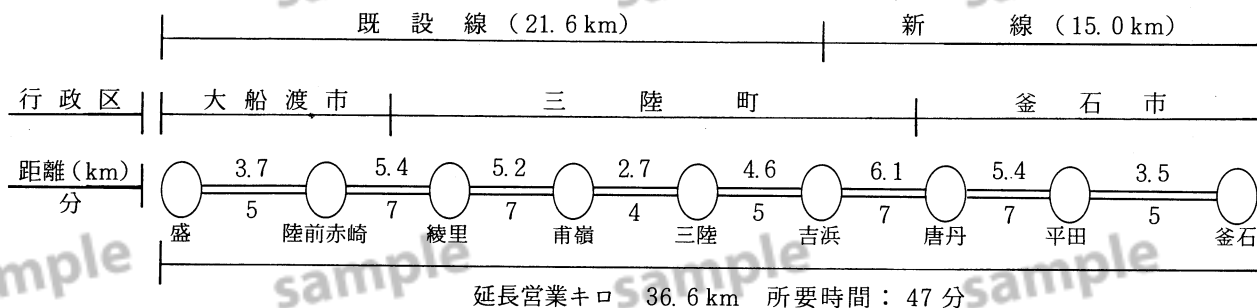 既設線（21.6km） 新線（15.0km）
行政区 大船渡市 三陸町 釜石市
距離（km） 3.7 5.4 5.2 2.7 4.6 6.1 5.4 3.5
分 5 7 7 4 5 7 7 5
盛 陸前赤崎 綾里 甫嶺 三陸 吉浜 唐丹 平田 釜石
延長営業キロ 36.6km 所要時間：47分
sample sample sample sample